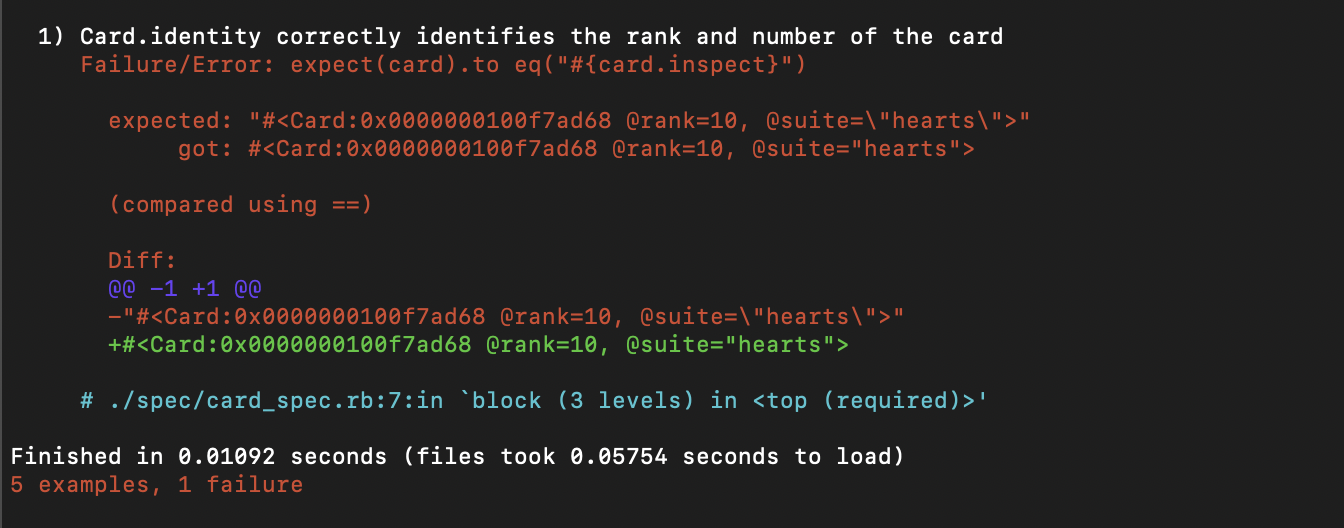 1) Card.identity correctly identifies the rank and number of the card
Failure/Error: expect(card).to eq("#{card.inspect}")
expected: "#<Card:0x0000000100f7ad68 @rank=10, @suite=\"hearts\">"
got: #<Card:0x0000000100f7ad68 @rank=10, @suite="hearts">
(compared using ==)
Diff:
@@ -1 +1 @@
-"#<Card:0x0000000100f7ad68 @rank=10, @suite=\"hearts\">"
+#<Card:0x0000000100f7ad68 @rank=10, @suite="hearts">
# ./spec/card_spec.rb:7:in `block (3 levels) in <top (required)>'
Finished in 0.01092 seconds (files took 0.05754 seconds to load)
5 examples, 1 failure